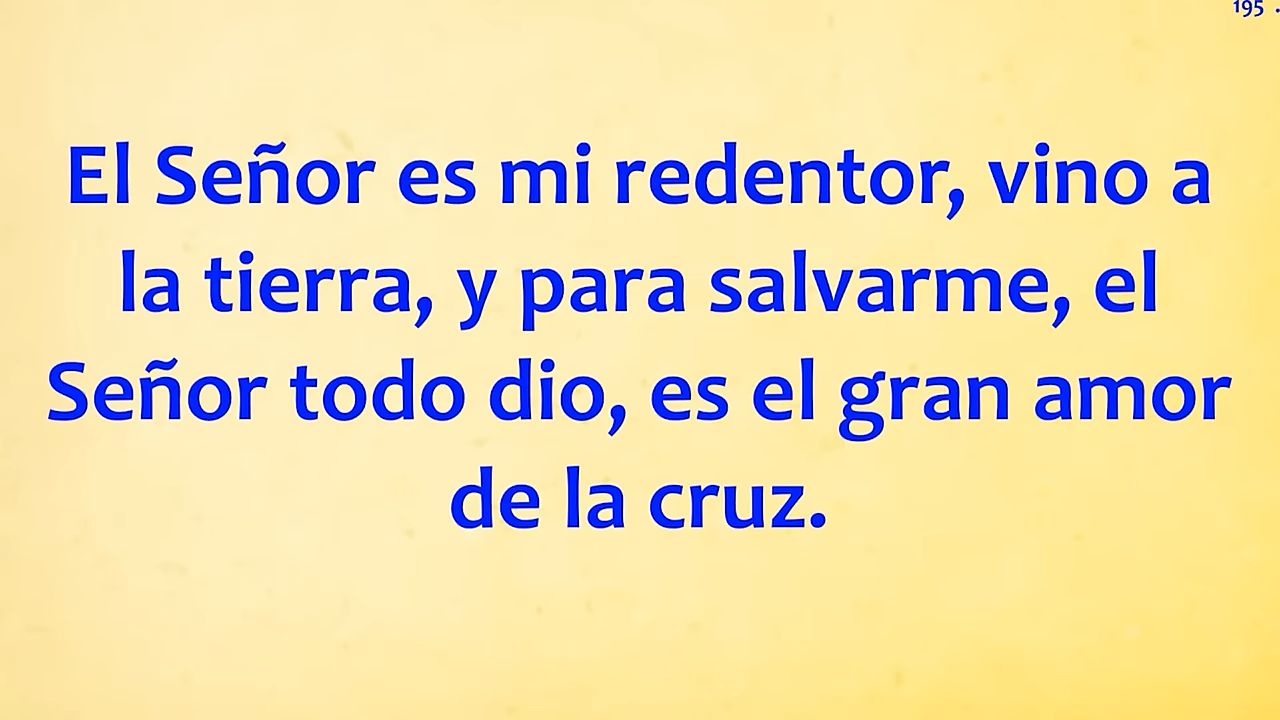 195 .
El Señor es mi redentor, vino a
la tierra, y para salvarme, el
Señor todo dio, es el gran amor
de la cruz.